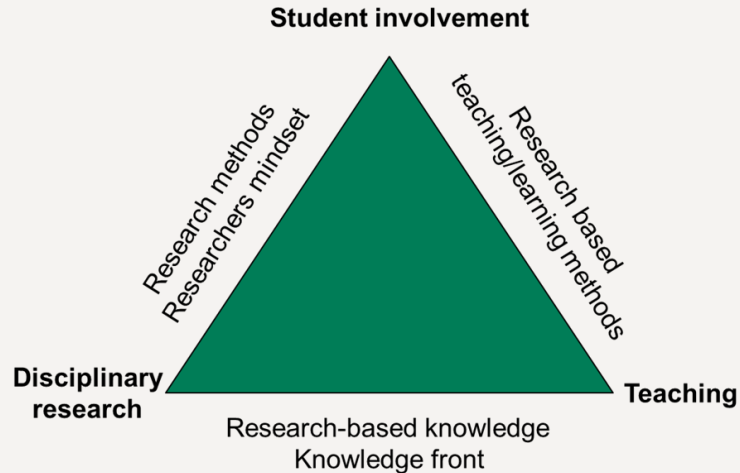 Student involvement
Research methods
Researchers mindset
Research based
teaching/learning methods
Disciplinary
research
Teaching
Research-based knowledge
Knowledge front